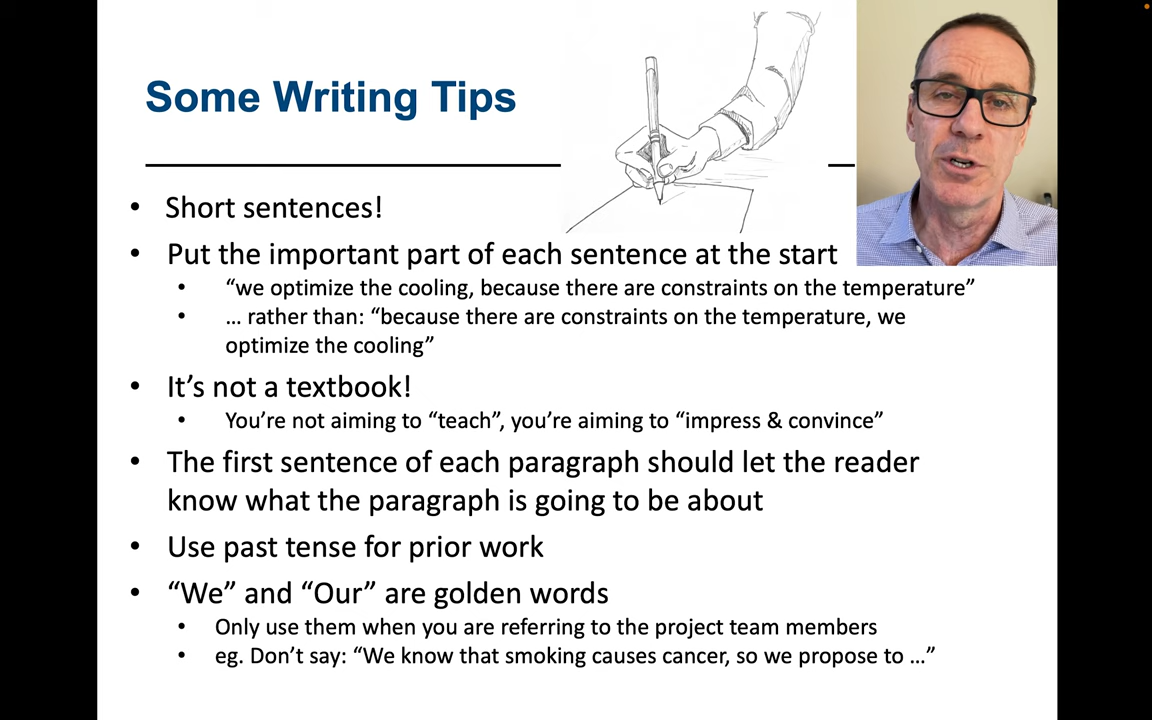 Some Writing Tips
• Short sentences!
• Put the important part of each sentence at the start
• “we optimize the cooling, because there are constraints on the temperature”
• … rather than: “because there are constraints on the temperature, we
optimize the cooling”
• It’s not a textbook!
• You’re not aiming to “teach”, you’re aiming to “impress & convince”
• The first sentence of each paragraph should let the reader
know what the paragraph is going to be about
• Use past tense for prior work
• “We” and “Our” are golden words
• Only use them when you are referring to the project team members
• eg. Don’t say: “We know that smoking causes cancer, so we propose to …”